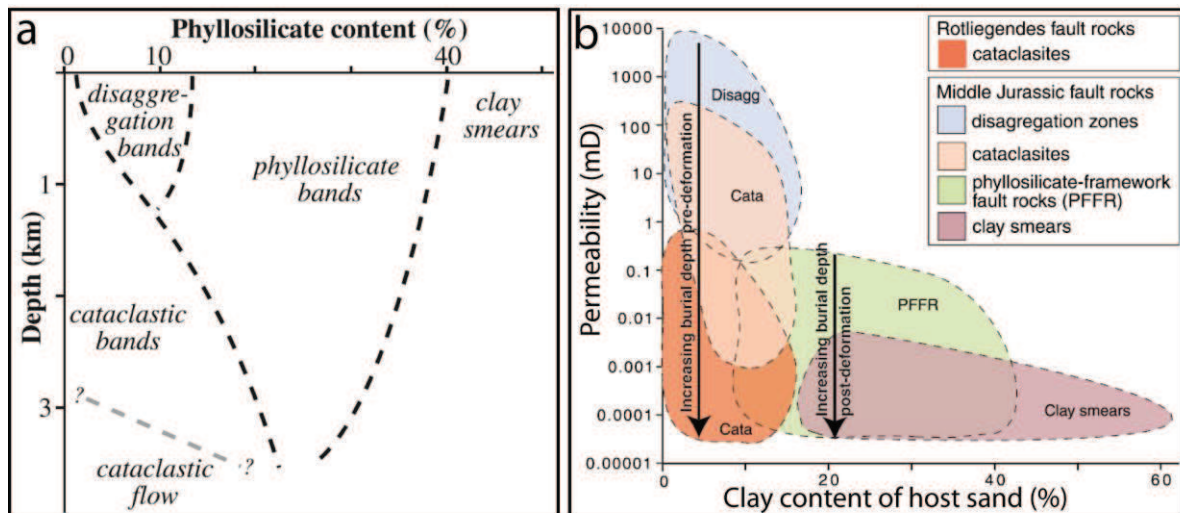 a
Phyllosilicate content (%)
0
10
40
disaggre-
gation
bands
clay
smears
phyllosilicate
bands
1
Depth (km)
cataclastic
bands
?
3
?
cataclastic
flow
b
10000
1000
100
10
1
0.1
0.01
0.001
0.0001
0.00001
Permeability (mD)
Disagg
Cata
Increasing burial depth pre-deformation
Increasing burial depth
post-deformation
PFFR
Clay smears
Cata
0
20
40
60
Clay content of host sand (%)
Rotliegendes fault rocks
cataclasites
Middle Jurassic fault rocks
disagregation zones
cataclasites
phyllosilicate-framework
fault rocks (PFFR)
clay smears